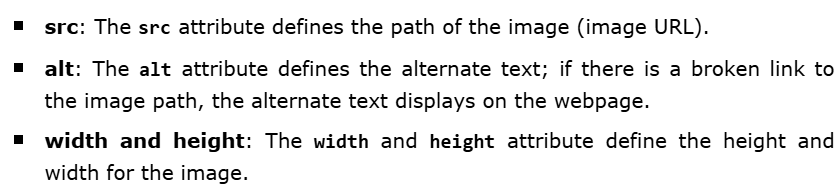 ▪ src: The src attribute defines the path of the image (image URL).
▪ alt: The alt attribute defines the alternate text; if there is a broken link to
the image path, the alternate text displays on the webpage.
▪ width and height: The width and height attribute define the height and
width for the image.